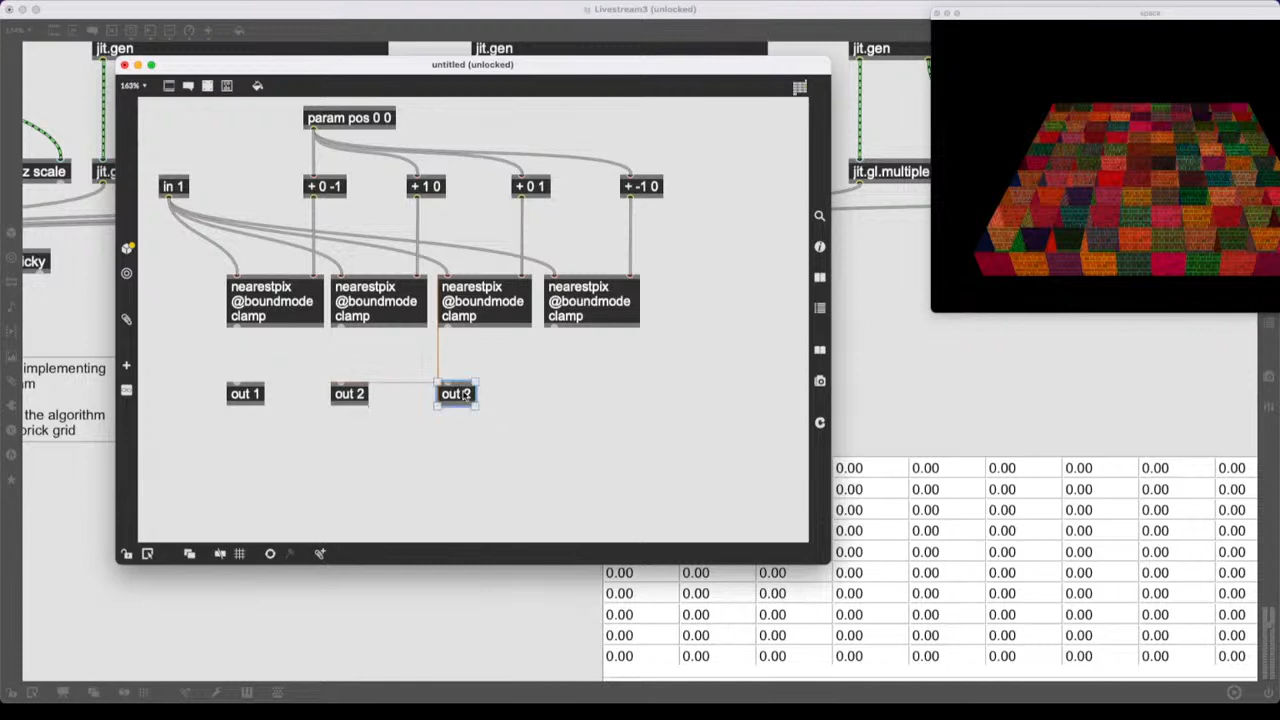 Livestream3 (unlocked)
space
jit.gen
jit.gen
jit.gen
untitled (unlocked)
163%
param pos 0 0
z scale
in 1
+ 0 -1
+ 1 0
+ 0 1
+ -1 0
jit.gl.multiple
icky
nearestpix
@boundmode
clamp
nearestpix
@boundmode
clamp
nearestpix
@boundmode
clamp
nearestpix
@boundmode
clamp
implementing
m
the algorithm
brick grid
out 1
out 2
0.00 0.00 0.00 0.00 0.00 0.00
0.00 0.00 0.00 0.00 0.00 0.00
0.00 0.00 0.00 0.00 0.00 0.00
0.00 0.00 0.00 0.00 0.00 0.00
0.00 0.00 0.00 0.00 0.00 0.00
0.00 0.00 0.00 0.00 0.00 0.00 0.00 0.00 0.00
0.00 0.00 0.00 0.00 0.00 0.00 0.00 0.00 0.00
0.00 0.00 0.00 0.00 0.00 0.00 0.00 0.00 0.00
0.00 0.00 0.00 0.00 0.00 0.00 0.00 0.00 0.00
0.00 0.00 0.00 0.00 0.00 0.00 0.00 0.00 0.00